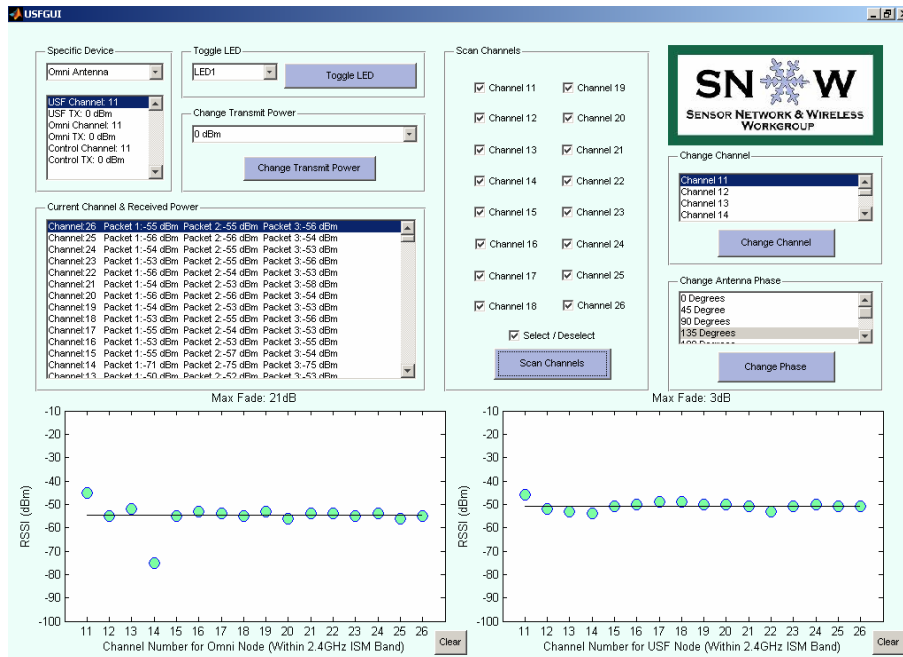 USFGUI
Specific Device
Omni Antenna
USF Channel: 11
USF TX: 0 dBm
Omni Channel: 11
Omni TX: 0 dBm
Control Channel: 11
Control TX: 0 dBm
Toggle LED
LED1
Toggle LED
Change Transmit Power
0 dBm
Change Transmit Power
Current Channel & Received Power
Channel:26 Packet 1:-55 dBm Packet 2:-55 dBm Packet 3:-56 dBm
Channel:25 Packet 1:-56 dBm Packet 2:-56 dBm Packet 3:-54 dBm
Channel:24 Packet 1:-54 dBm Packet 2:-55 dBm Packet 3:-53 dBm
Channel:23 Packet 1:-53 dBm Packet 2:-55 dBm Packet 3:-56 dBm
Channel:22 Packet 1:-56 dBm Packet 2:-54 dBm Packet 3:-53 dBm
Channel:21 Packet 1:-54 dBm Packet 2:-53 dBm Packet 3:-58 dBm
Channel:20 Packet 1:-56 dBm Packet 2:-56 dBm Packet 3:-54 dBm
Channel:19 Packet 1:-54 dBm Packet 2:-53 dBm Packet 3:-53 dBm
Channel:18 Packet 1:-53 dBm Packet 2:-55 dBm Packet 3:-56 dBm
Channel:17 Packet 1:-55 dBm Packet 2:-54 dBm Packet 3:-53 dBm
Channel:16 Packet 1:-53 dBm Packet 2:-55 dBm Packet 3:-53 dBm
Channel:15 Packet 1:-55 dBm Packet 2:-57 dBm Packet 3:-54 dBm
Channel:14 Packet 1:-71 dBm Packet 2:-75 dBm Packet 3:-75 dBm
Channel:13 Packet 1:-50 dBm Packet 2:-52 dBm Packet 3:-53 dBm
Scan Channels
Channel 11 Channel 19
Channel 12 Channel 20
Channel 13 Channel 21
Channel 14 Channel 22
Channel 15 Channel 23
Channel 16 Channel 24
Channel 17 Channel 25
Channel 18 Channel 26
Select / Deselect
Scan Channels
SNOW
SENSOR NETWORK & WIRELESS
WORKGROUP
Change Channel
Channel 11
Channel 12
Channel 13
Channel 14
Change Channel
Change Antenna Phase
0 Degrees
45 Degree
90 Degrees
135 Degrees
180 Degrees
Change Phase
Max Fade: 21dB
-10
-20
-30
-40
-50
-60
-70
-80
-90
-100
RSSI (dBm)
11 12 13 14 15 16 17 18 19 20 21 22 23 24 25 26
Channel Number for Omni Node (Within 2.4GHz ISM Band)
Clear
Max Fade: 3dB
-10
-20
-30
-40
-50
-60
-70
-80
-90
-100
RSSI (dBm)
11 12 13 14 15 16 17 18 19 20 21 22 23 24 25 26
Channel Number for USF Node (Within 2.4GHz ISM Band)
Clear